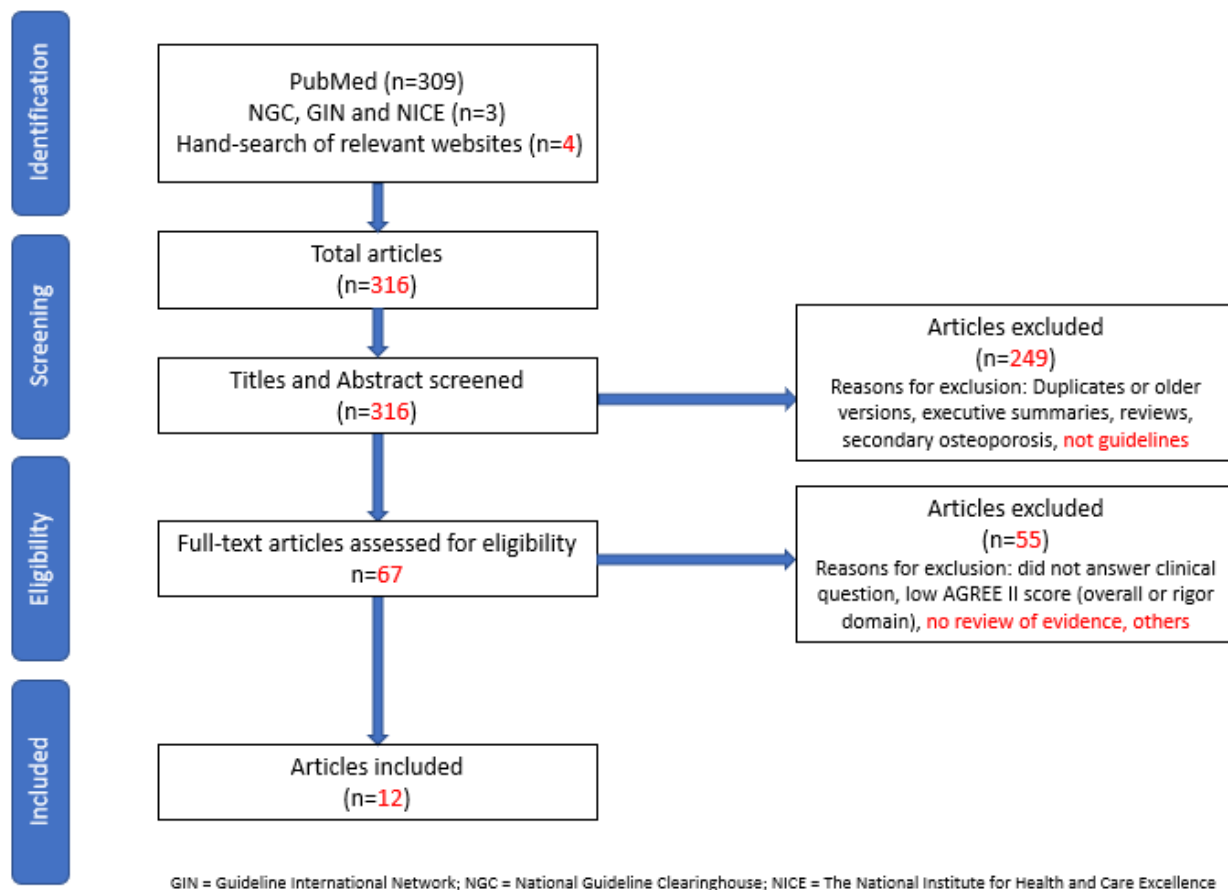 Identification
PubMed (n=309)
NGC, GIN and NICE (n=3)
Hand-search of relevant websites (n=4)
Screening
Total articles
(n=316)
Titles and Abstract screened
(n=316)
Articles excluded
(n=249)
Reasons for exclusion: Duplicates or older
versions, executive summaries, reviews,
secondary osteoporosis, not guidelines
Eligibility
Full-text articles assessed for eligibility
n=67
Articles excluded
(n=55)
Reasons for exclusion: did not answer clinical
question, low AGREE II score (overall or rigor
domain), no review of evidence, others
Included
Articles included
(n=12)
GIN = Guideline International Network; NGC = National Guideline Clearinghouse; NICE = The National Institute for Health and Care Excellence